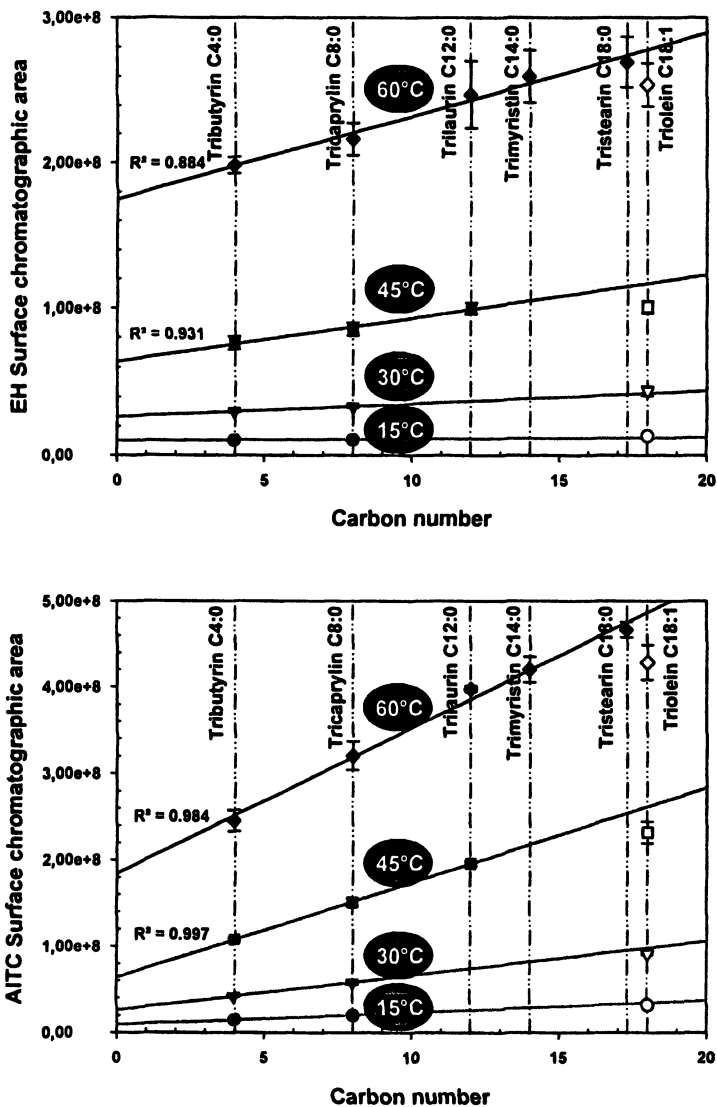 3,00e+8
2,00e+8
1,00e+8
0,00
EH Surface chromatographic area
Tributyrin C4:0
Tricaprylin C8:0
Trilaurin C12:0
Trimyristin C14:0
Tristearin C18:0
Triolein C18:1
60°C
R² = 0.884
45°C
R² = 0.931
30°C
15°C
0 5 10 15 20
Carbon number
5,00e+8
4,00e+8
3,00e+8
2,00e+8
1,00e+8
0,00
AITC Surface chromatographic area
Tributyrin C4:0
Tricaprylin C8:0
Trilaurin C12:0
Trimyristin C14:0
Tristearin C18:0
Triolein C18:1
60°C
R² = 0.984
45°C
R² = 0.997
30°C
15°C
0 5 10 15 20
Carbon number